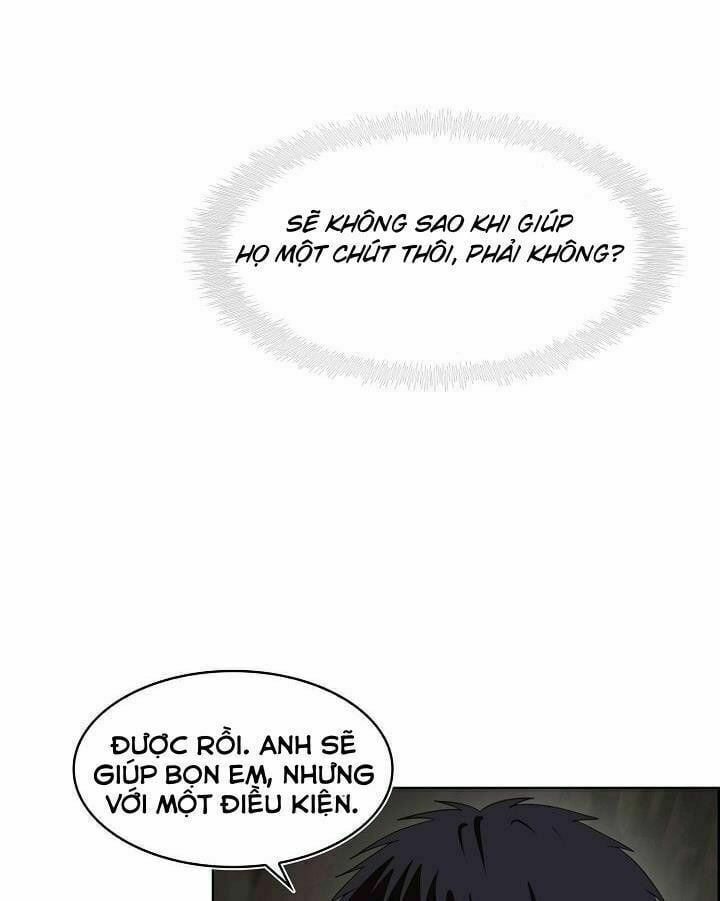 SẼ KHÔNG SAO KHI GIÚP
HỌ MỘT CHÚT THÔI, PHẢI KHÔNG?
ĐƯỢC RỒI. ANH SẼ
GIÚP BỌN EM, NHƯNG
VỚI MỘT ĐIỀU KIỆN.